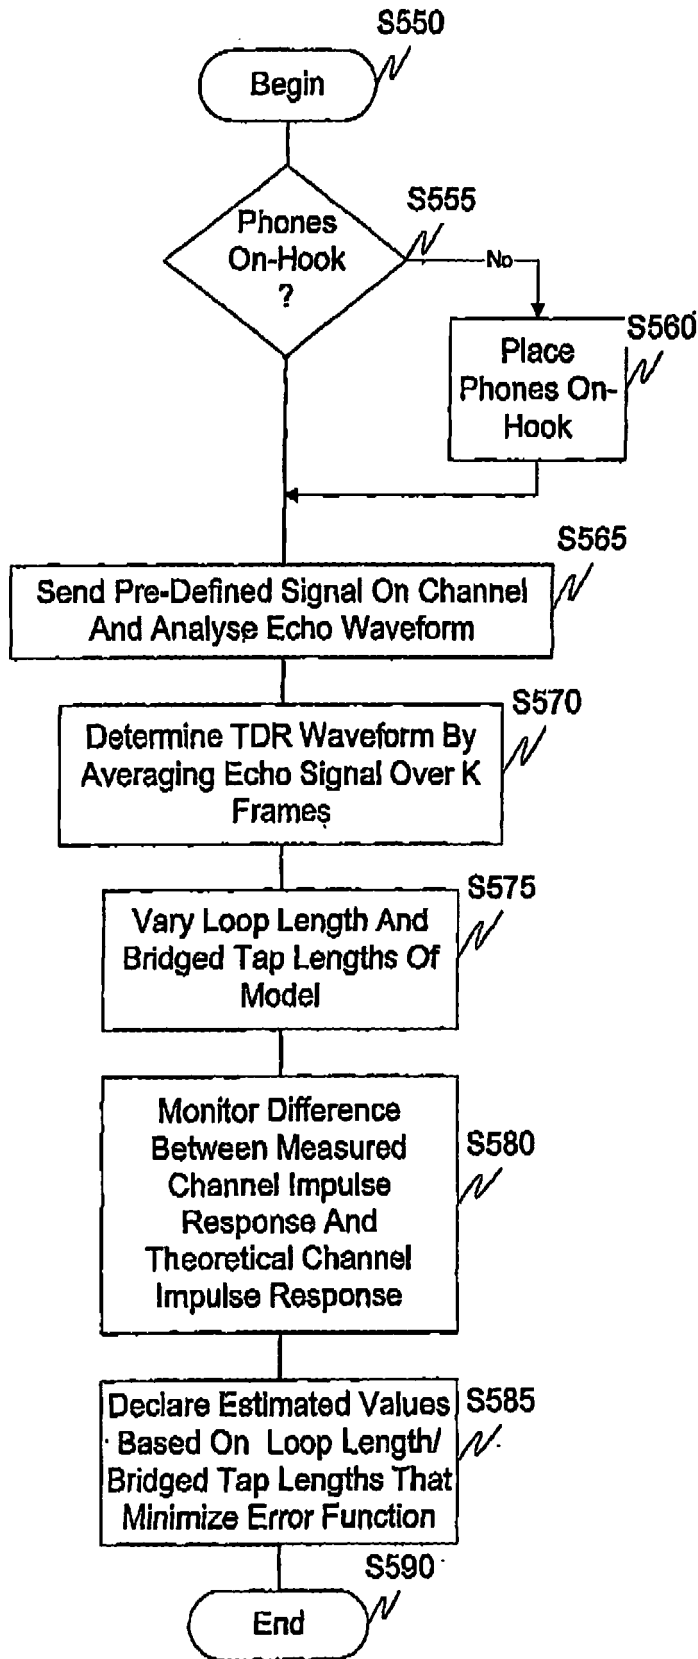 S550
Begin
S555
Phones
On-Hook
?
No
S560
Place
Phones On-
Hook
S565
Send Pre-Defined Signal On Channel
And Analyse Echo Waveform
S570
Determine TDR Waveform By
Averaging Echo Signal Over K
Frames
S575
Vary Loop Length And
Bridged Tap Lengths Of
Model
S580
Monitor Difference
Between Measured
Channel Impulse
Response And
Theoretical Channel
Impulse Response
S585
Declare Estimated Values
Based On Loop Length/
Bridged Tap Lengths That
Minimize Error Function
S590
End